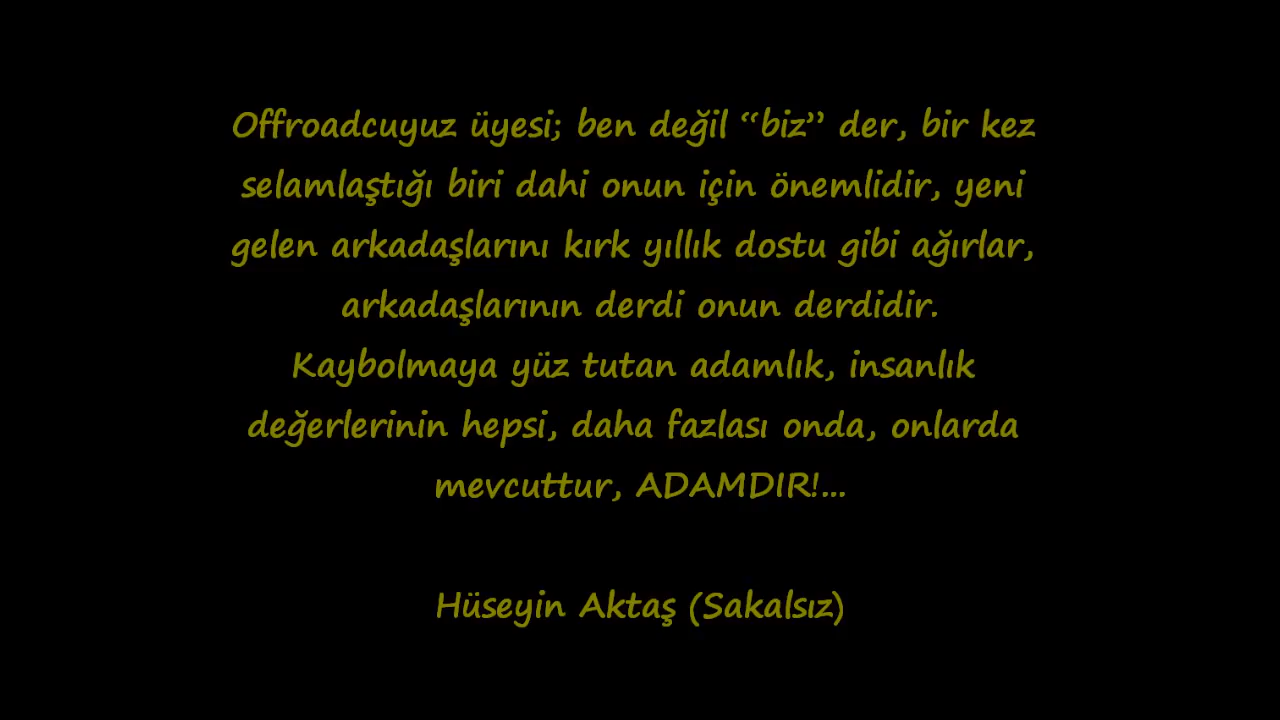 Offroadcuyuz üyesi; ben değil “biz” der, bir kez
selamlaştığı biri dahi onun için önemlidir, yeni
gelen arkadaşlarını kırk yıllık dostu gibi ağırlar,
arkadaşlarının derdi onun derdidir.
Kaybolmaya yüz tutan adamlık, insanlık
değerlerinin hepsi, daha fazlası onda, onlarda
mevcuttur, ADAMDIR!...
Hüseyin Aktaş (Sakalsız)